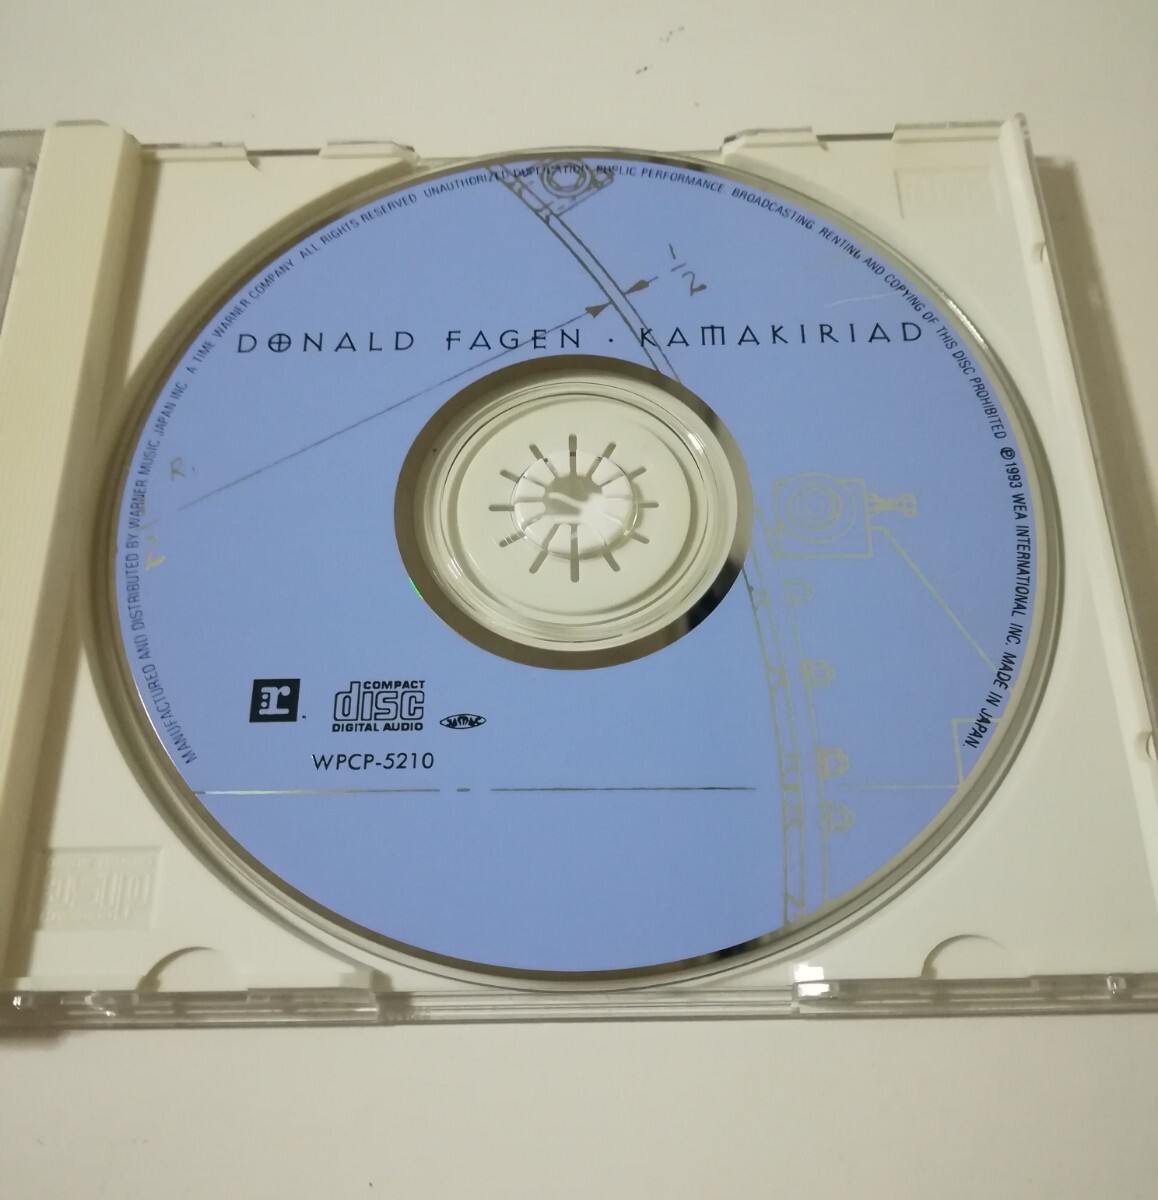 MANUFACTURED AND DISTRIBUTED BY WARNER MUSIC JAPAN INC. A TIME WARNER COMPANY. ALL RIGHTS RESERVED. UNAUTHORIZED DUPLICATION, PUBLIC PERFORMANCE, BROADCASTING, RENTING AND COPYING OF THIS DISC PROHIBITED ℗1993 WEA INTERNATIONAL INC. MADE IN JAPAN.
1/2
DONALD FAGEN · KAMAKIRIAD
R.
r.
COMPACT
disc
DIGITAL AUDIO
JASRAC
WPCP-5210